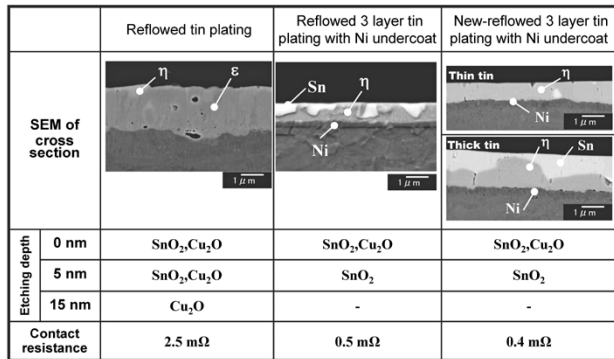 Reflowed tin plating
Reflowed 3 layer tin
plating with Ni undercoat
New-reflowed 3 layer tin
plating with Ni undercoat
SEM of
cross
section
η
ε
1 μm
Sn
η
Ni
1 μm
Thin tin
η
Ni
1 μm
Thick tin
Sn
η
Ni
1 μm
Etching depth
0 nm
SnO₂,Cu₂O
SnO₂,Cu₂O
SnO₂,Cu₂O
5 nm
SnO₂,Cu₂O
SnO₂
SnO₂
15 nm
Cu₂O
-
-
Contact
resistance
2.5 mΩ
0.5 mΩ
0.4 mΩ